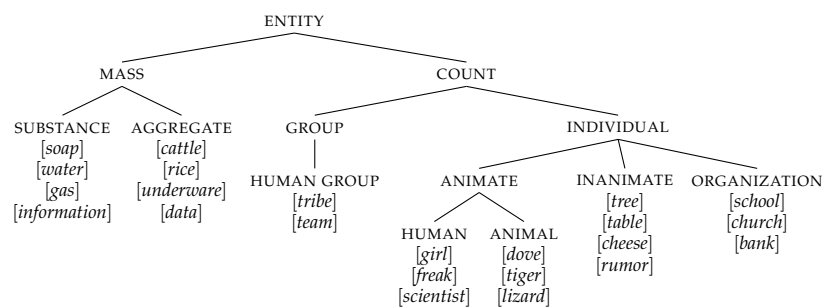 ENTITY
MASS COUNT
SUBSTANCE AGGREGATE GROUP INDIVIDUAL
[soap] [cattle]
[water] [rice] HUMAN GROUP ANIMATE INANIMATE ORGANIZATION
[gas] [underware] [tribe] [tree] [school]
[information] [data] [team] [table] [church]
HUMAN ANIMAL [cheese] [bank]
[girl] [dove] [rumor]
[freak] [tiger]
[scientist] [lizard]